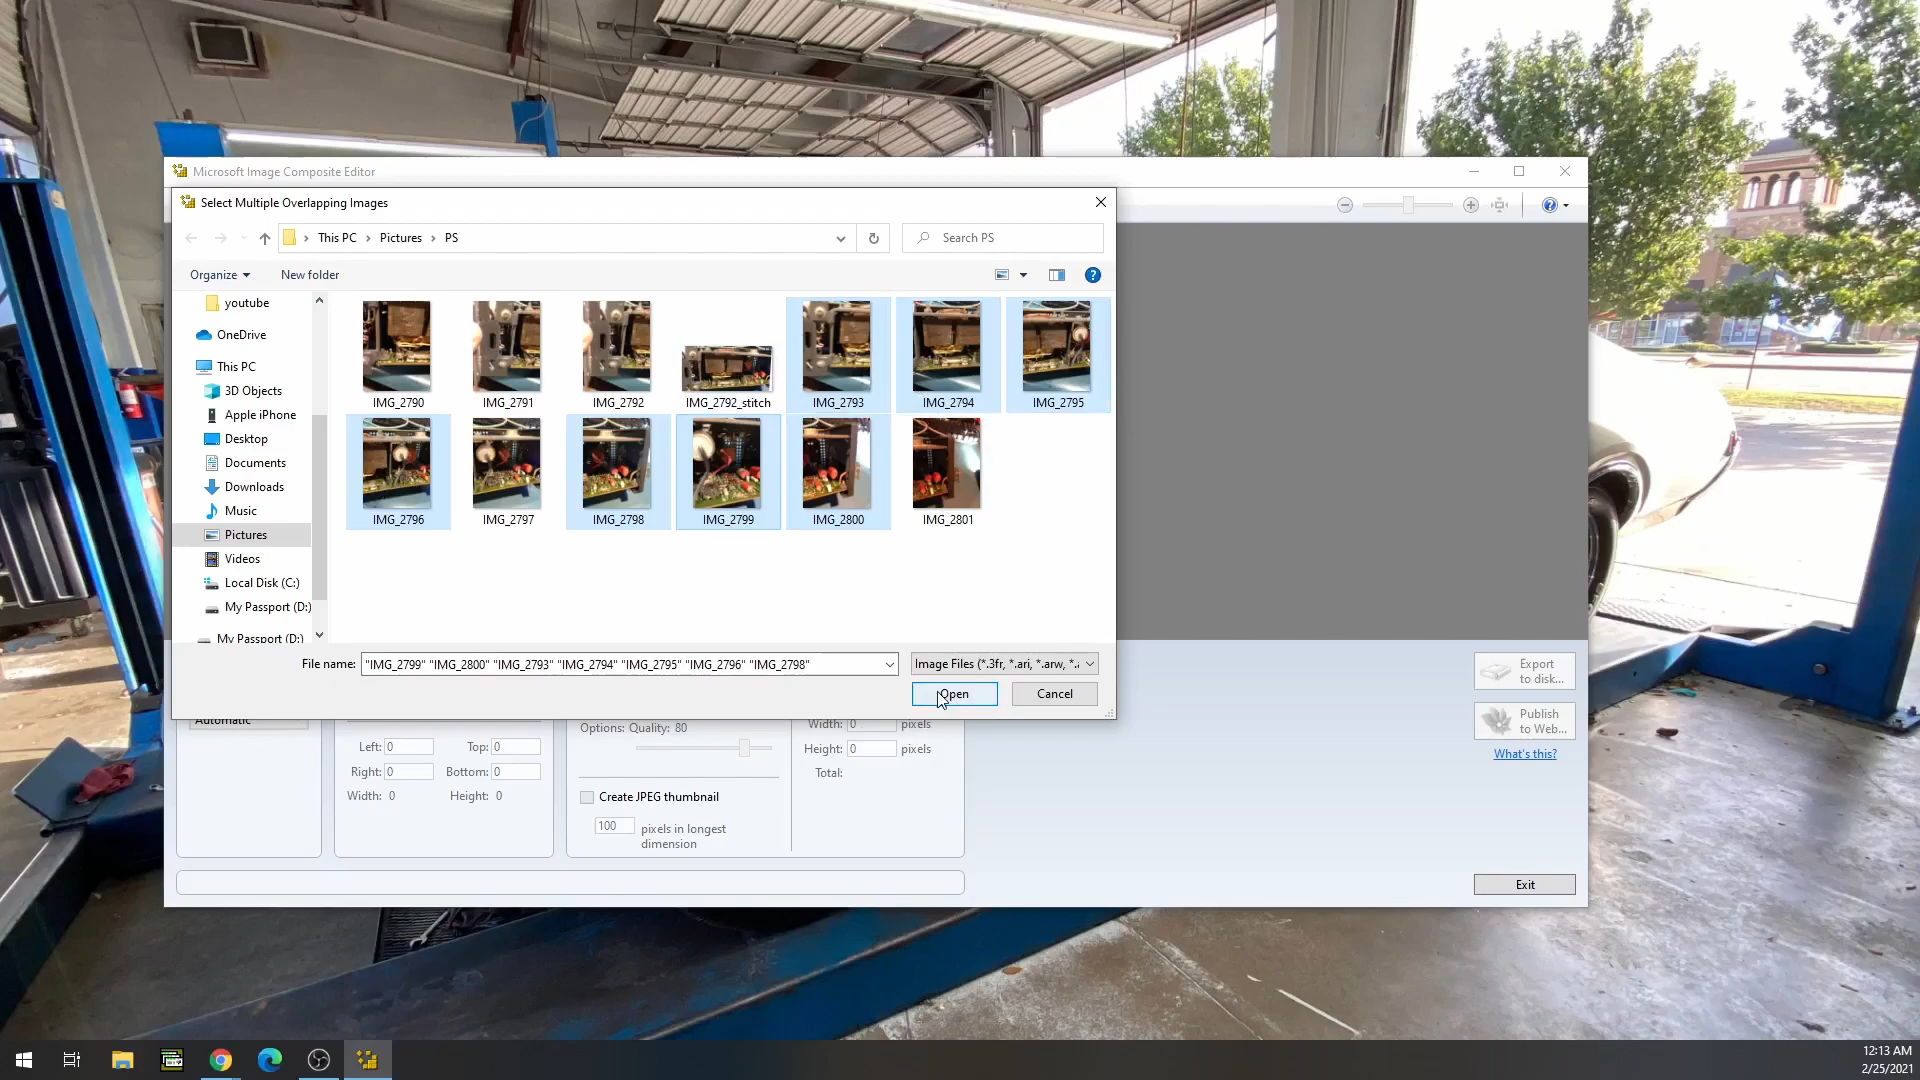 Microsoft Image Composite Editor
Select Multiple Overlapping Images
This PC
Pictures
PS
Search PS
Organize
New folder
youtube
OneDrive
This PC
3D Objects
Apple iPhone
Desktop
Documents
Downloads
Music
Pictures
Videos
Local Disk (C:)
My Passport (D:)
My Passport (D:)
IMG_2790
IMG_2791
IMG_2792
IMG_2792_stitch
IMG_2793
IMG_2794
IMG_2795
IMG_2796
IMG_2797
IMG_2798
IMG_2799
IMG_2800
IMG_2801
File name: "IMG_2799" "IMG_2800" "IMG_2793" "IMG_2794" "IMG_2795" "IMG_2796" "IMG_2798"
Image Files (*.3fr, *.ari, *.arw, *.
Open
Cancel
Automatic
Left: 0
Top: 0
Right: 0
Bottom: 0
Width: 0
Height: 0
Options: Quality: 80
Create JPEG thumbnail
100 pixels in longest
dimension
Width: 0 pixels
Height: 0 pixels
Total:
Export
to disk...
Publish
to Web...
What's this?
Exit
12:13 AM
2/25/2021